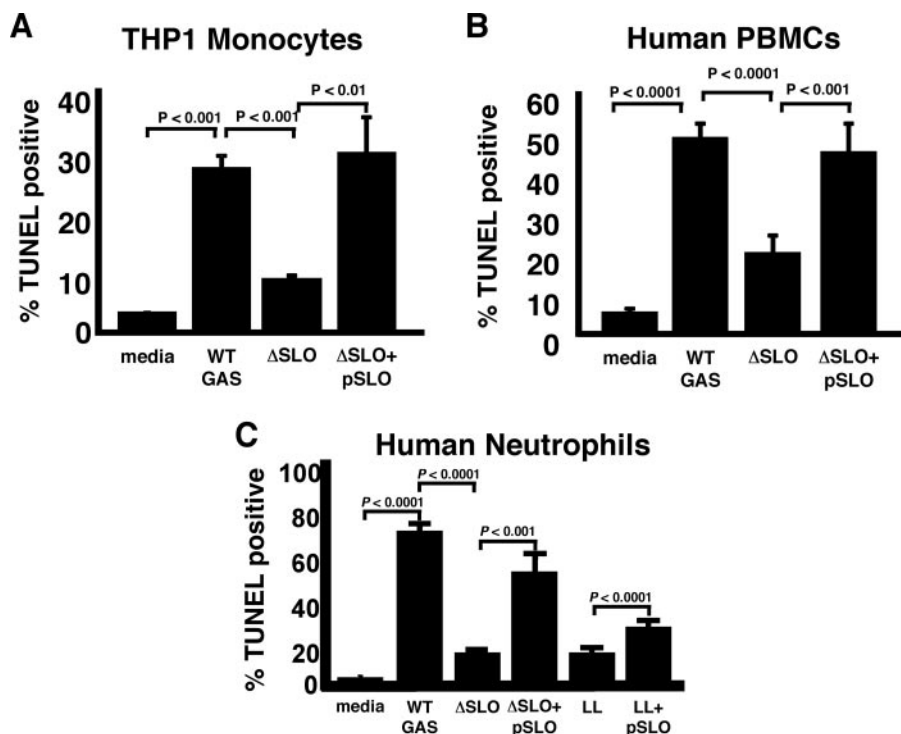 A
THP1 Monocytes
% TUNEL positive
40
30
20
10
0
P < 0.001
P < 0.001
P < 0.01
media
WT
GAS
ΔSLO
ΔSLO+
pSLO
B
Human PBMCs
% TUNEL positive
60
50
40
30
20
10
0
P < 0.0001
P < 0.0001
P < 0.001
media
WT
GAS
ΔSLO
ΔSLO+
pSLO
C
Human Neutrophils
% TUNEL positive
100
80
60
40
20
0
P < 0.0001
P < 0.0001
P < 0.001
P < 0.0001
media
WT
GAS
ΔSLO
ΔSLO+
pSLO
LL
LL+
pSLO